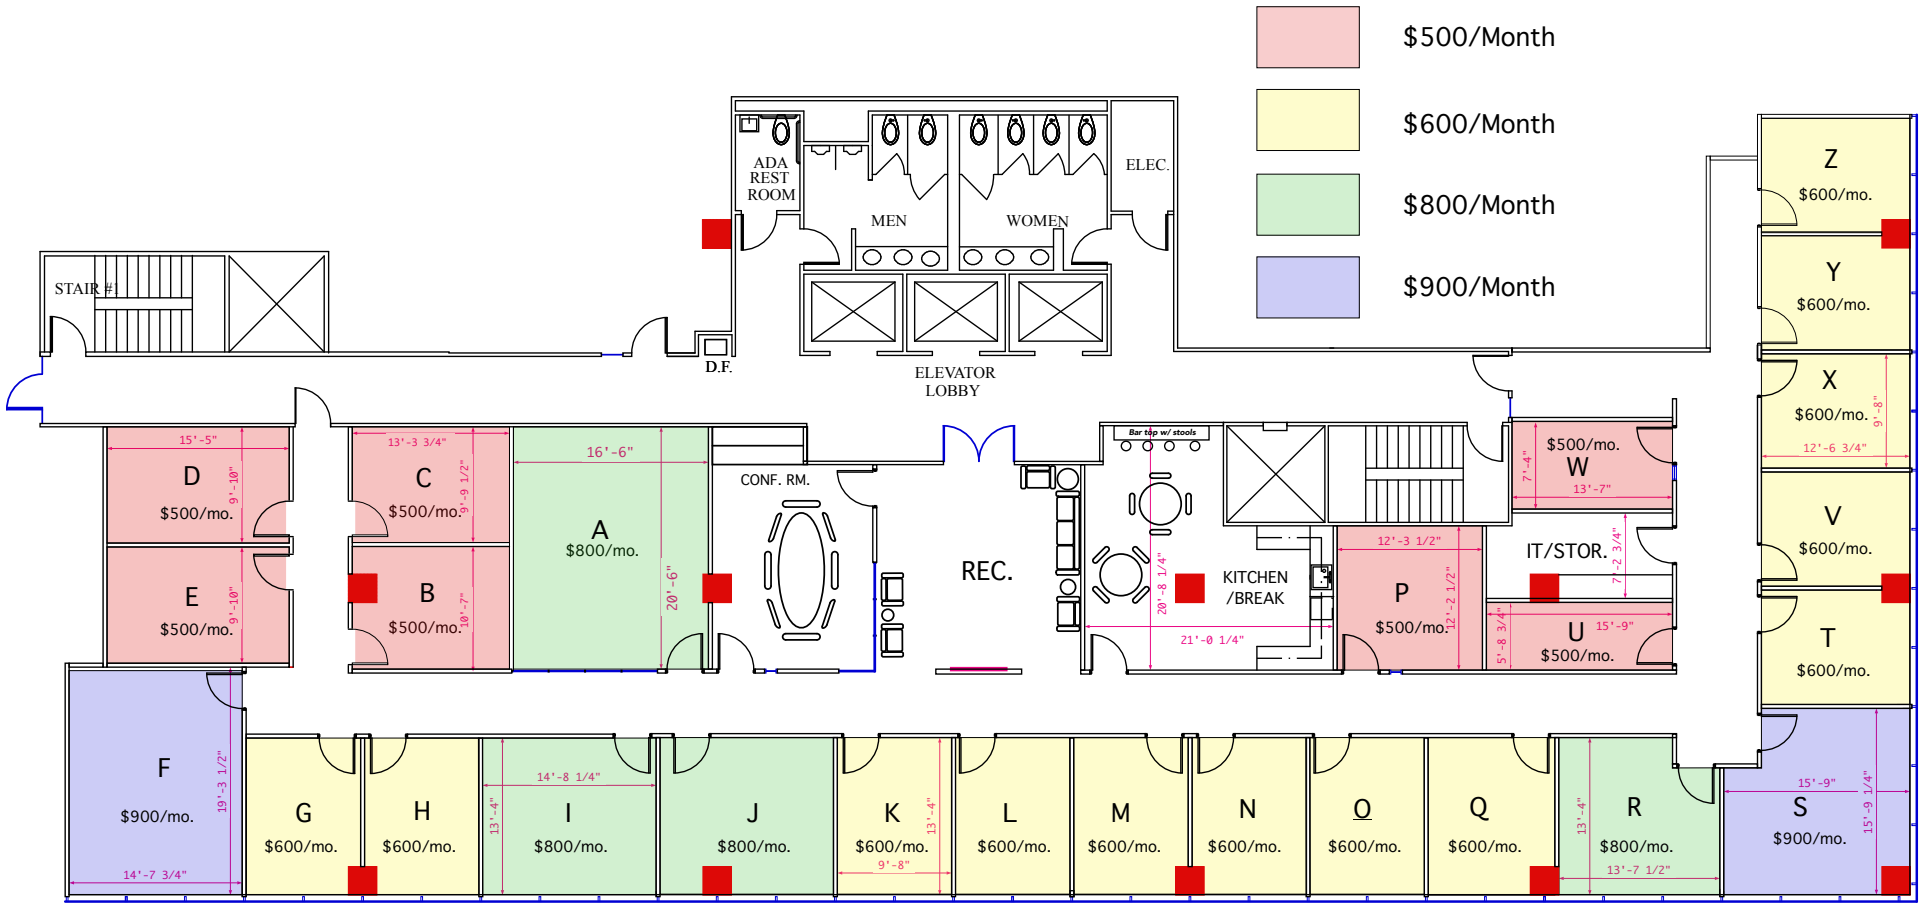 $500/Month
$600/Month
$800/Month
$900/Month
ADA
REST
ROOM
MEN
WOMEN
ELEC.
STAIR #1
D.F.
ELEVATOR
LOBBY
Z
$600/mo.
Y
$600/mo.
X
$600/mo.
9'-8"
12'-6 3/4"
V
$600/mo.
T
$600/mo.
15'-5"
D
9'-10"
$500/mo.
E
9'-10"
$500/mo.
13'-3 3/4"
C
9'-9 1/2"
$500/mo.
B
10'-7"
$500/mo.
16'-6"
A
$800/mo.
20'-6"
CONF. RM.
REC.
Bar top w/ stools
20'-8 1/4"
KITCHEN
/BREAK
21'-0 1/4"
12'-3 1/2"
P
12'-2 1/2"
$500/mo.
$500/mo.
W
7'-4"
13'-7"
IT/STOR.
7'-2 3/4"
5'-8 3/4"
15'-9"
U
$500/mo.
F
19'-3 1/2"
$900/mo.
14'-7 3/4"
G
$600/mo.
H
$600/mo.
14'-8 1/4"
13'-4"
I
$800/mo.
J
$800/mo.
K
13'-4"
$600/mo.
9'-8"
L
$600/mo.
M
$600/mo.
N
$600/mo.
O
$600/mo.
Q
$600/mo.
13'-4"
R
$800/mo.
13'-7 1/2"
15'-9"
S
15'-9 1/4"
$900/mo.